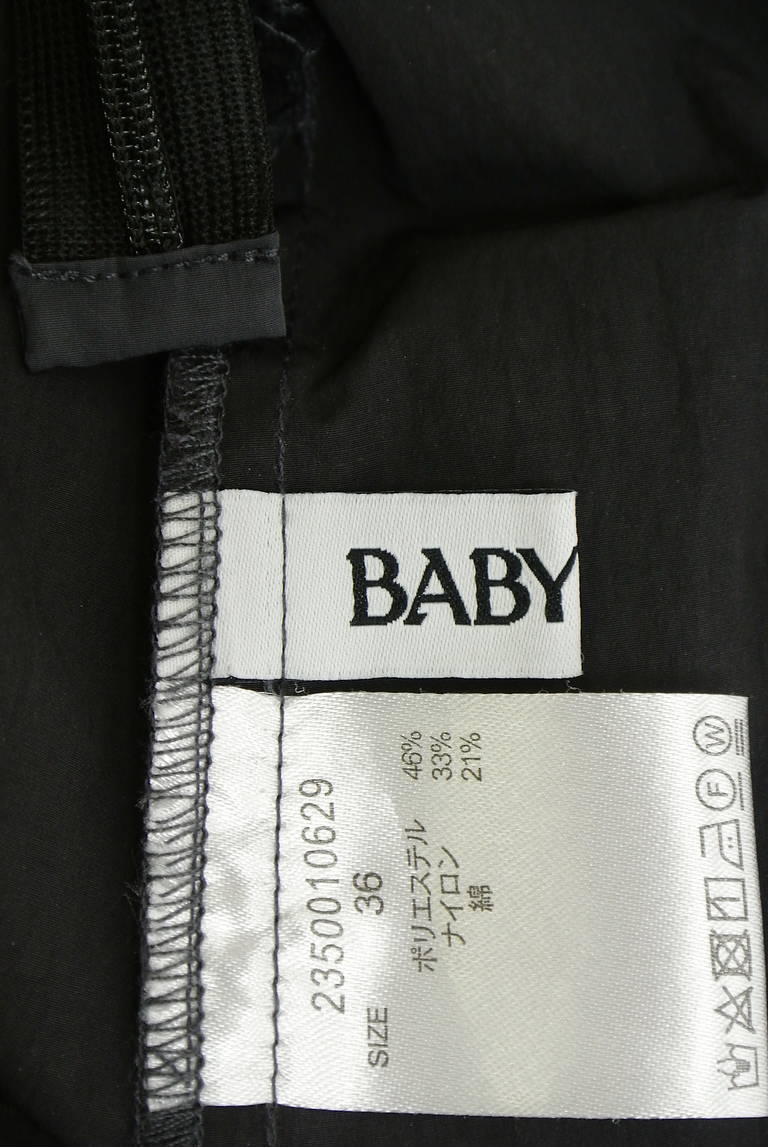 BABY
2350010629
SIZE 36
ポリエステル 46%
ナイロン 33%
綿 21%
F W